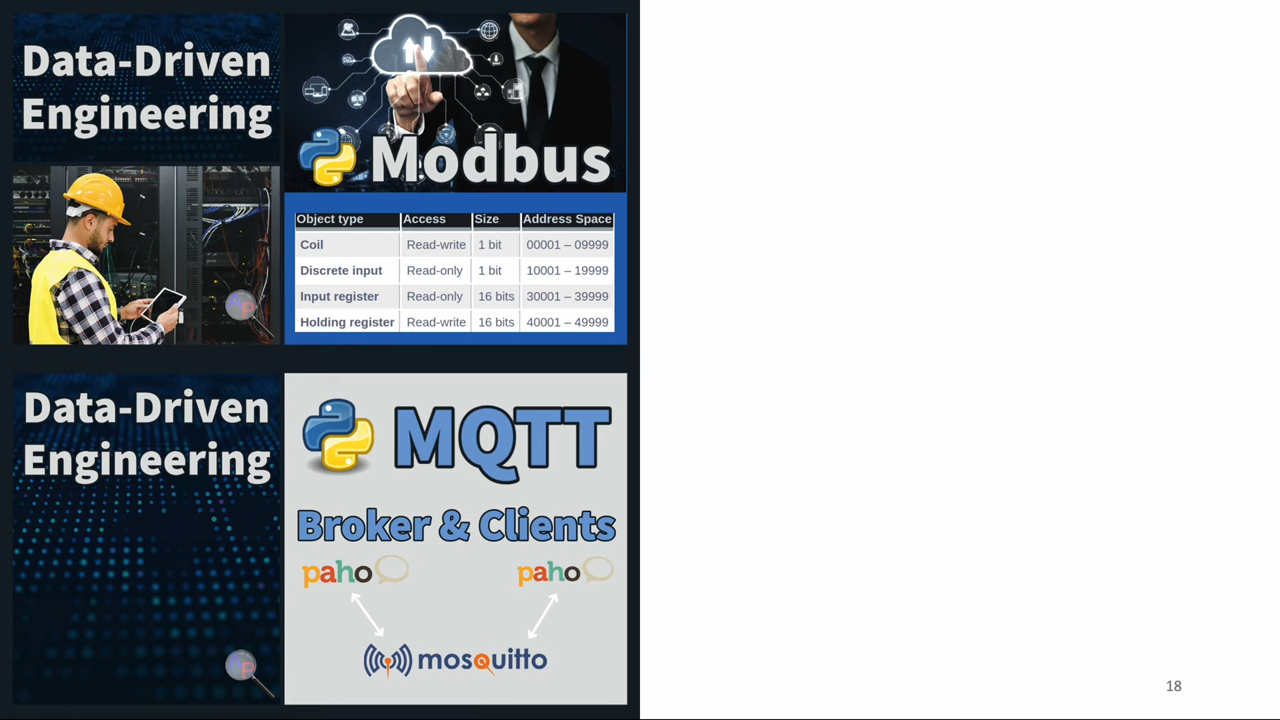 Data-Driven
Engineering
Modbus
Object type Access Size Address Space
Coil Read-write 1 bit 00001 – 09999
Discrete input Read-only 1 bit 10001 – 19999
Input register Read-only 16 bits 30001 – 39999
Holding register Read-write 16 bits 40001 – 49999
AP
Data-Driven
Engineering
MQTT
Broker & Clients
paho paho
mosquitto
AP
18